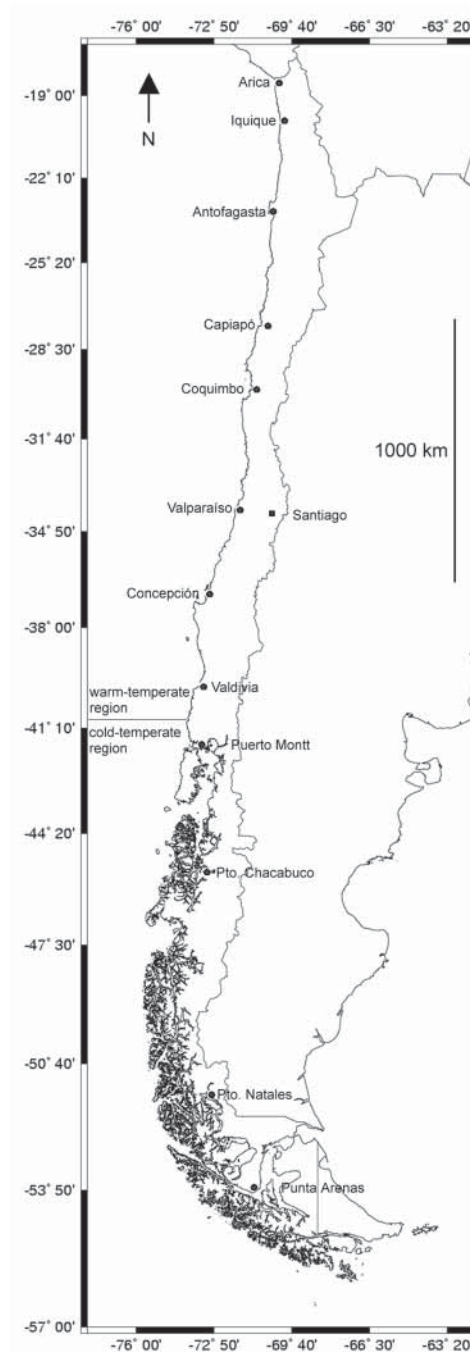 -76° 00' -72° 50' -69° 40' -63° 20'
-19° 00'
Arica
N
Iquique
-22° 10'
Antofagasta
-25° 20'
Capiapó
-28° 30'
Coquimbo
-31° 40'
1000 km
Valparaíso
Santiago
-34° 50'
Concepción
-38° 00'
Valdivia
warm-temperate
region
-41° 10'
cold-temperate
region
Puerto Montt
-44° 20'
Pto. Chacabuco
-47° 30'
-50° 40'
Pto. Natales
-53° 50'
Punta Arenas
-57° 00'
-76° 00' -72° 50' -69° 40' -66° 30' -63° 20'